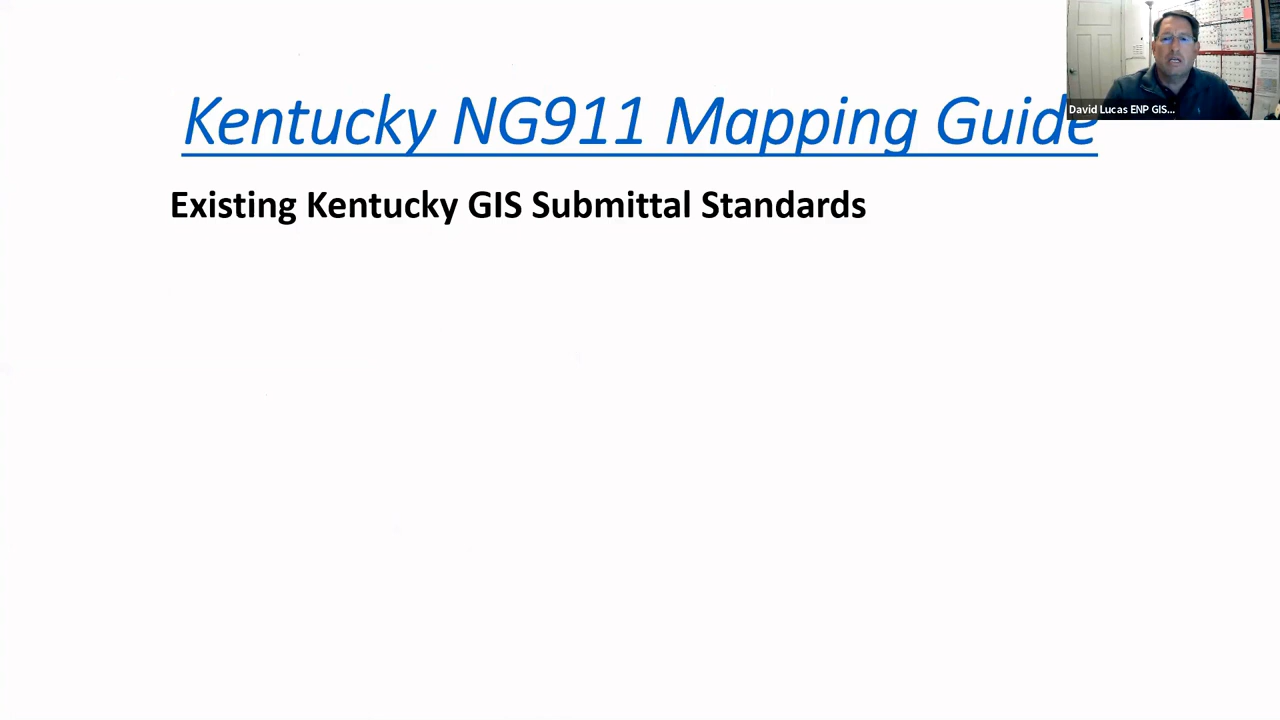 Kentucky NG911 Mapping Guide
David Lucas ENP GIS...
Existing Kentucky GIS Submittal Standards